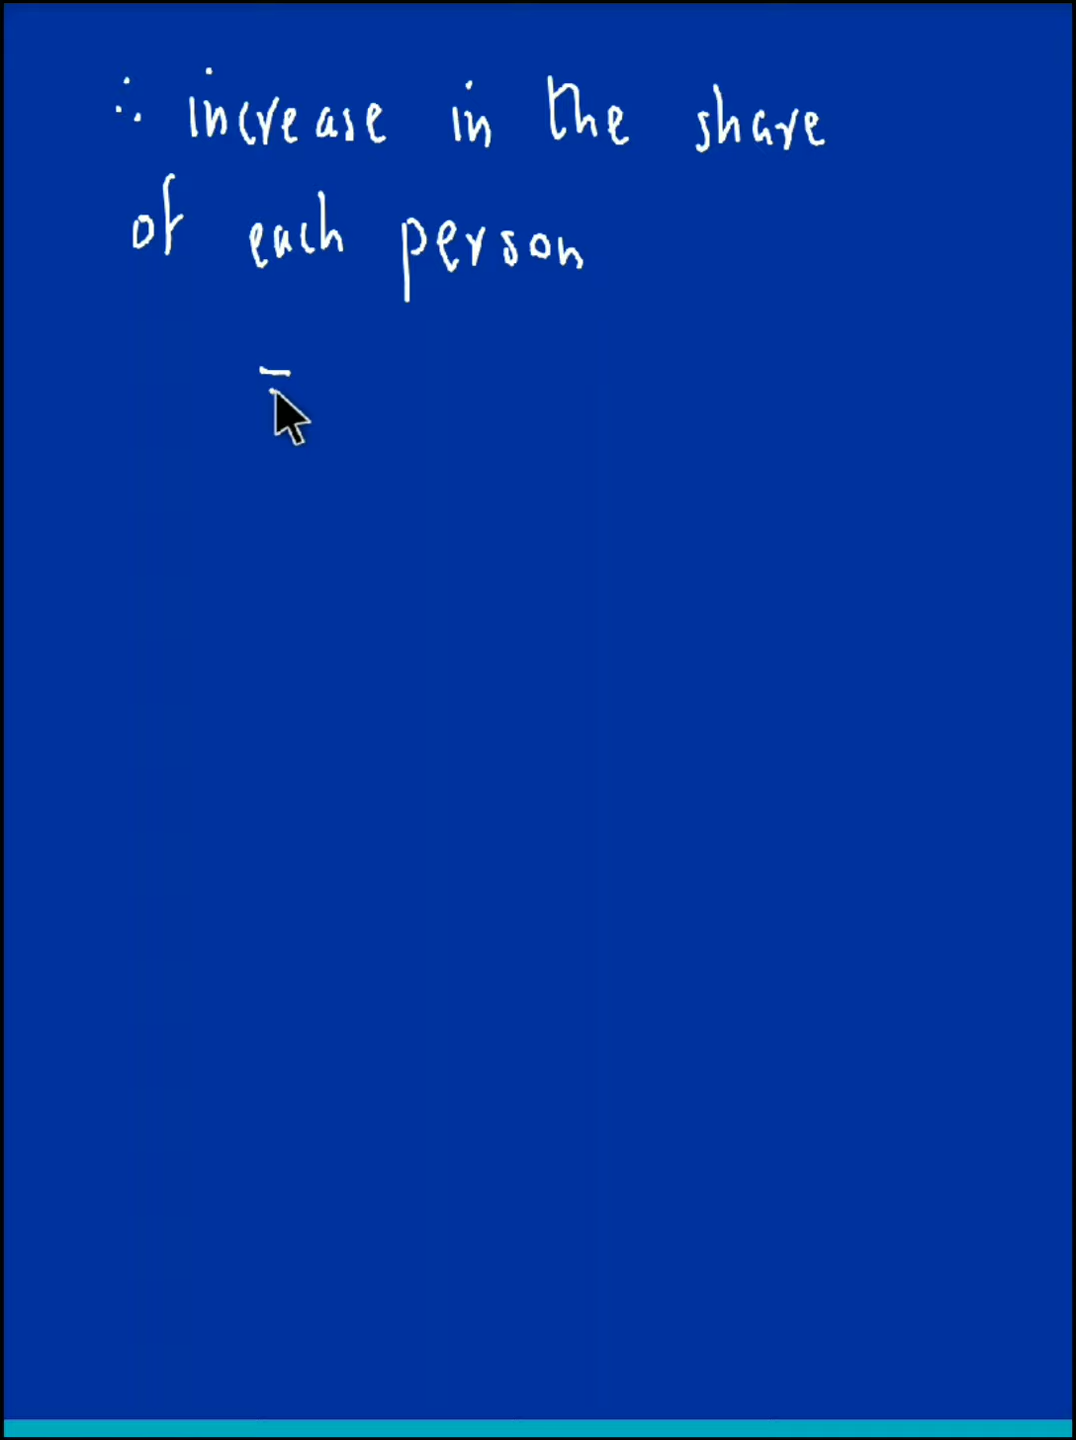 ∴ increase in the share
of each person
=